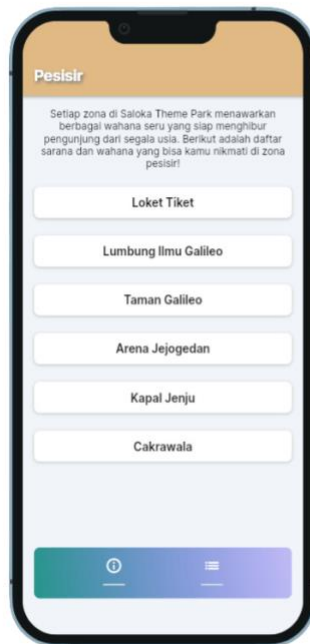 Pesisir
Setiap zona di Saloka Theme Park menawarkan
berbagai wahana seru yang siap menghibur
pengunjung dari segala usia. Berikut adalah daftar
sarana dan wahana yang bisa kamu nikmati di zona
pesisir!
Loket Tiket
Lumbung Ilmu Galileo
Taman Galileo
Arena Jejogedan
Kapal Jenju
Cakrawala